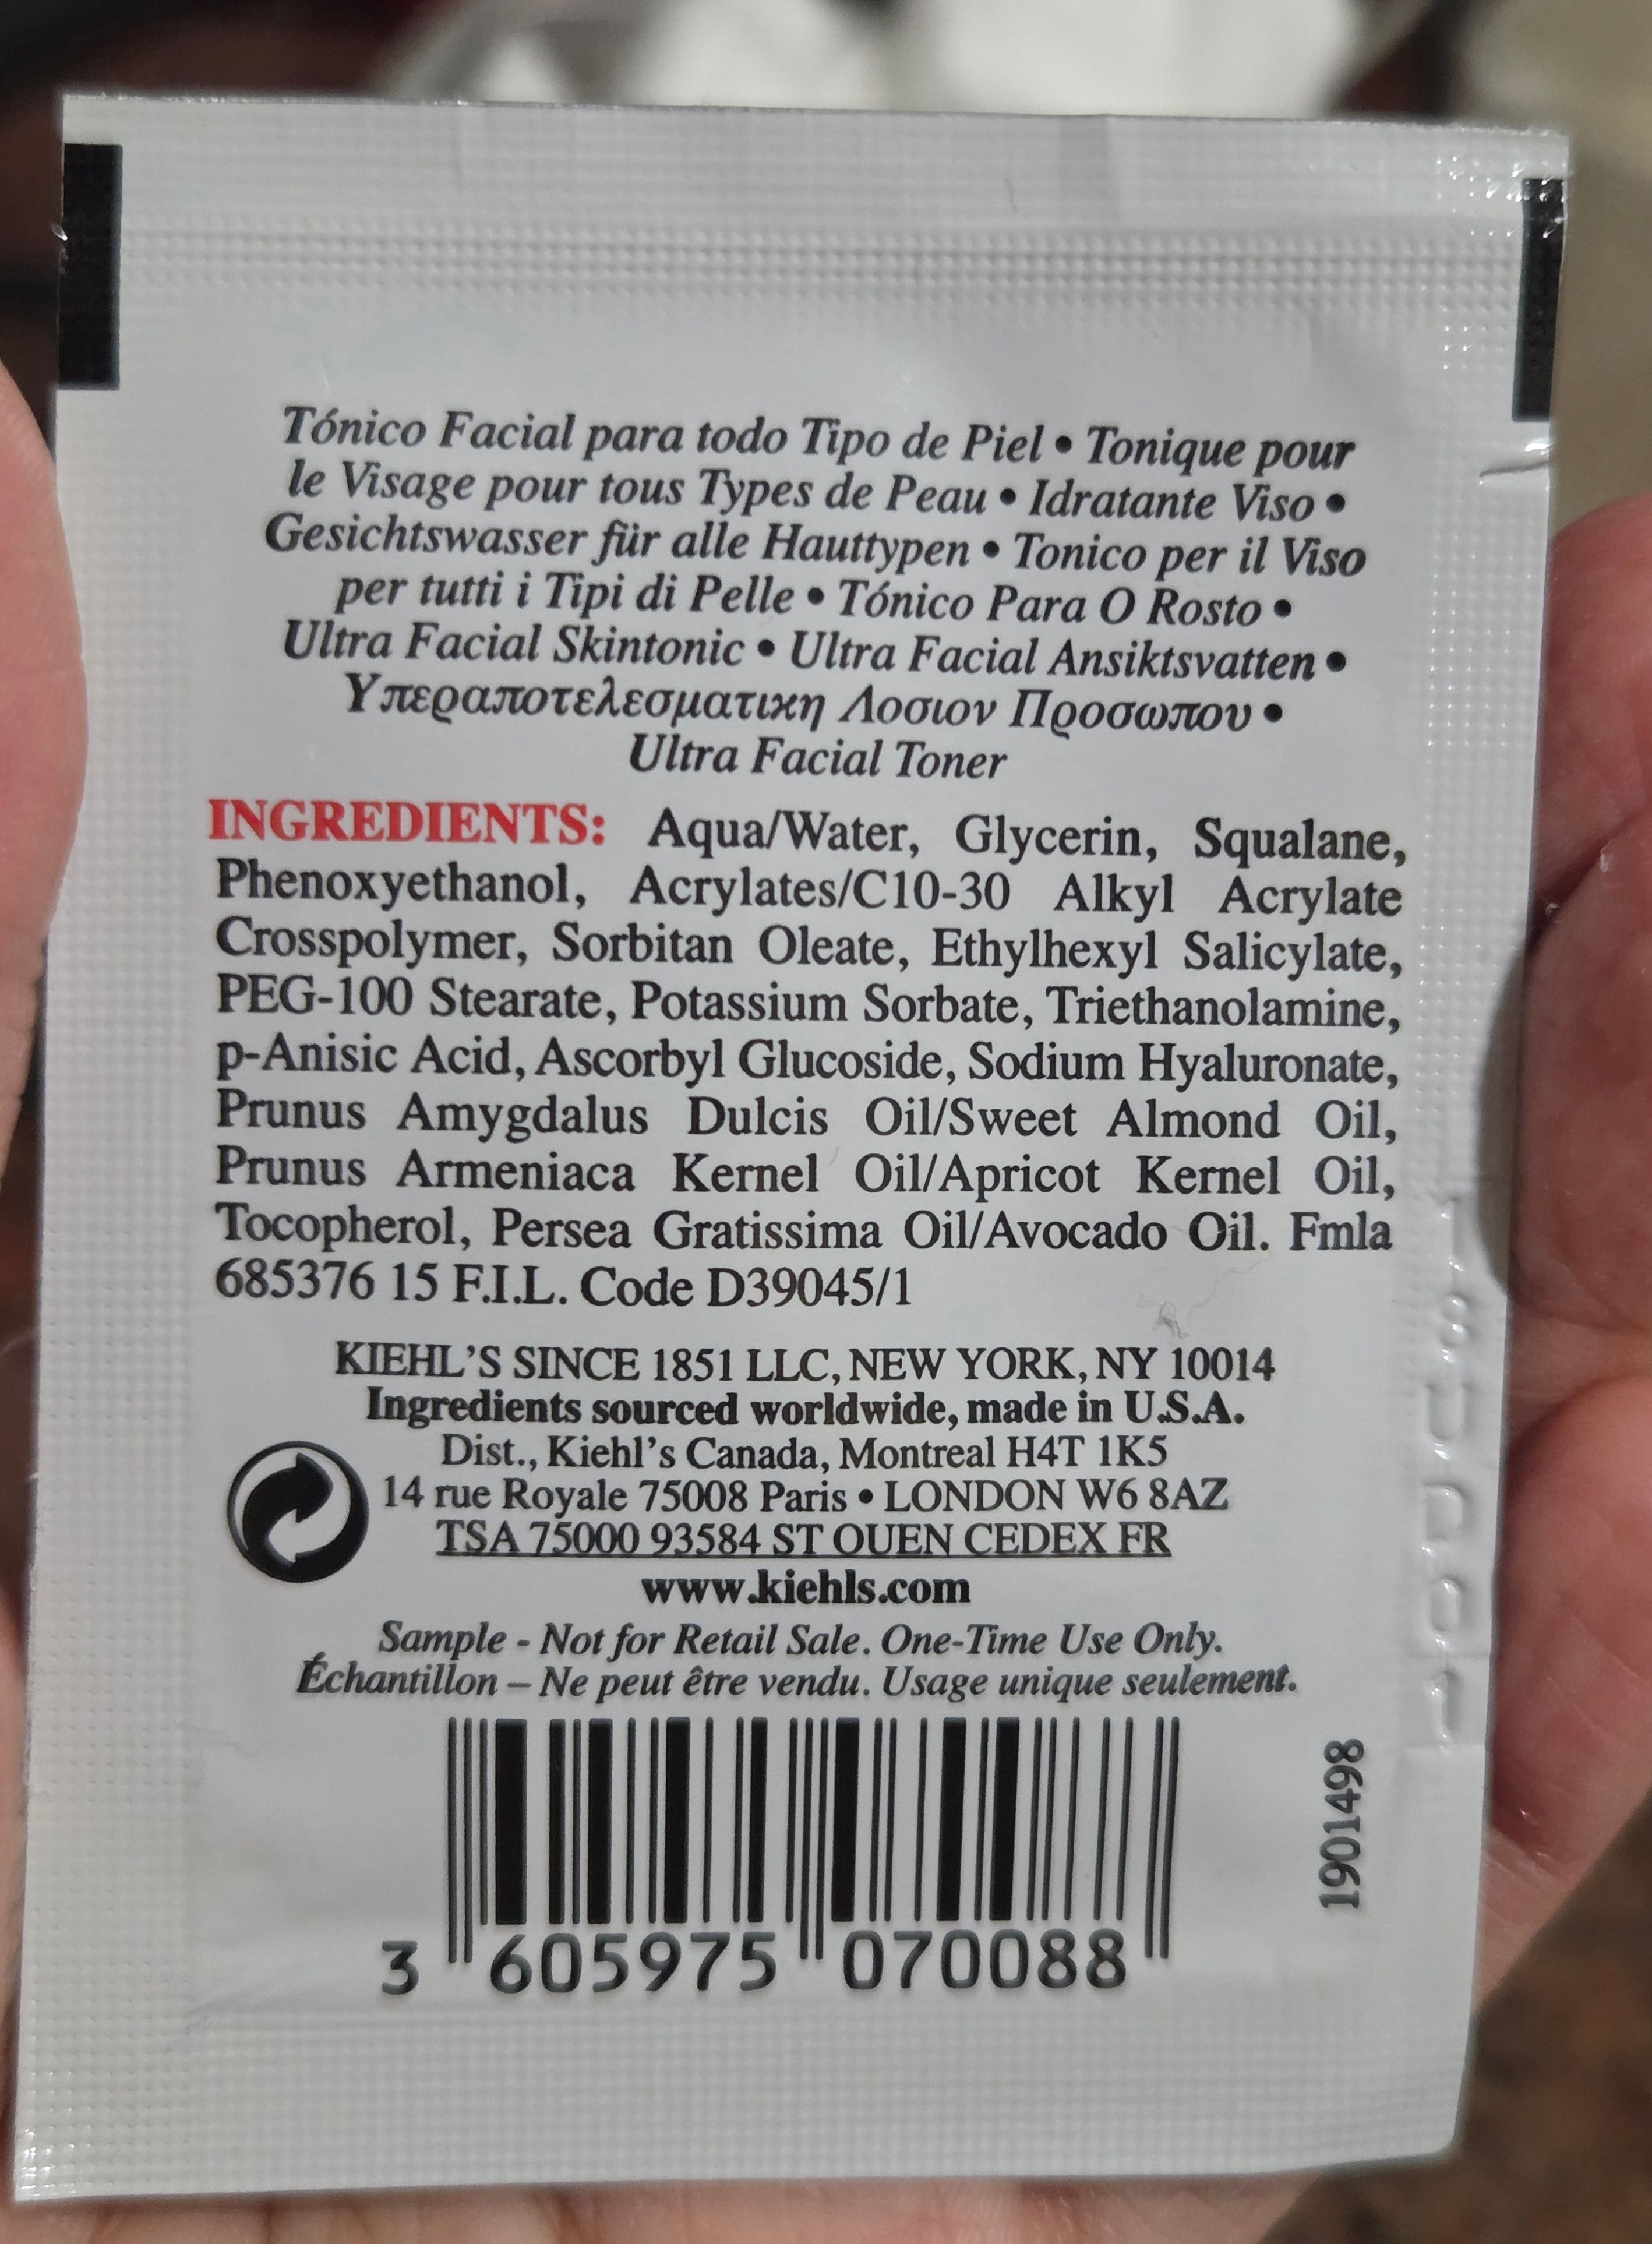 Tónico Facial para todo Tipo de Piel • Tonique pour
le Visage pour tous Types de Peau • Idratante Viso •
Gesichtswasser für alle Hauttypen • Tonico per il Viso
per tutti i Tipi di Pelle • Tónico Para O Rosto •
Ultra Facial Skintonic • Ultra Facial Ansiktsvatten •
Υπεραποτελεσματικη Λοσιον Προσωπου •
Ultra Facial Toner
INGREDIENTS: Aqua/Water, Glycerin, Squalane,
Phenoxyethanol, Acrylates/C10-30 Alkyl Acrylate
Crosspolymer, Sorbitan Oleate, Ethylhexyl Salicylate,
PEG-100 Stearate, Potassium Sorbate, Triethanolamine,
p-Anisic Acid, Ascorbyl Glucoside, Sodium Hyaluronate,
Prunus Amygdalus Dulcis Oil/Sweet Almond Oil,
Prunus Armeniaca Kernel Oil/Apricot Kernel Oil,
Tocopherol, Persea Gratissima Oil/Avocado Oil. Fmla
685376 15 F.I.L. Code D39045/1
KIEHL'S SINCE 1851 LLC, NEW YORK, NY 10014
Ingredients sourced worldwide, made in U.S.A.
Dist., Kiehl's Canada, Montreal H4T 1K5
14 rue Royale 75008 Paris • LONDON W6 8AZ
TSA 75000 93584 ST OUEN CEDEX FR
www.kiehls.com
Sample - Not for Retail Sale. One-Time Use Only.
Échantillon – Ne peut être vendu. Usage unique seulement.
3 605975 070088
1901498